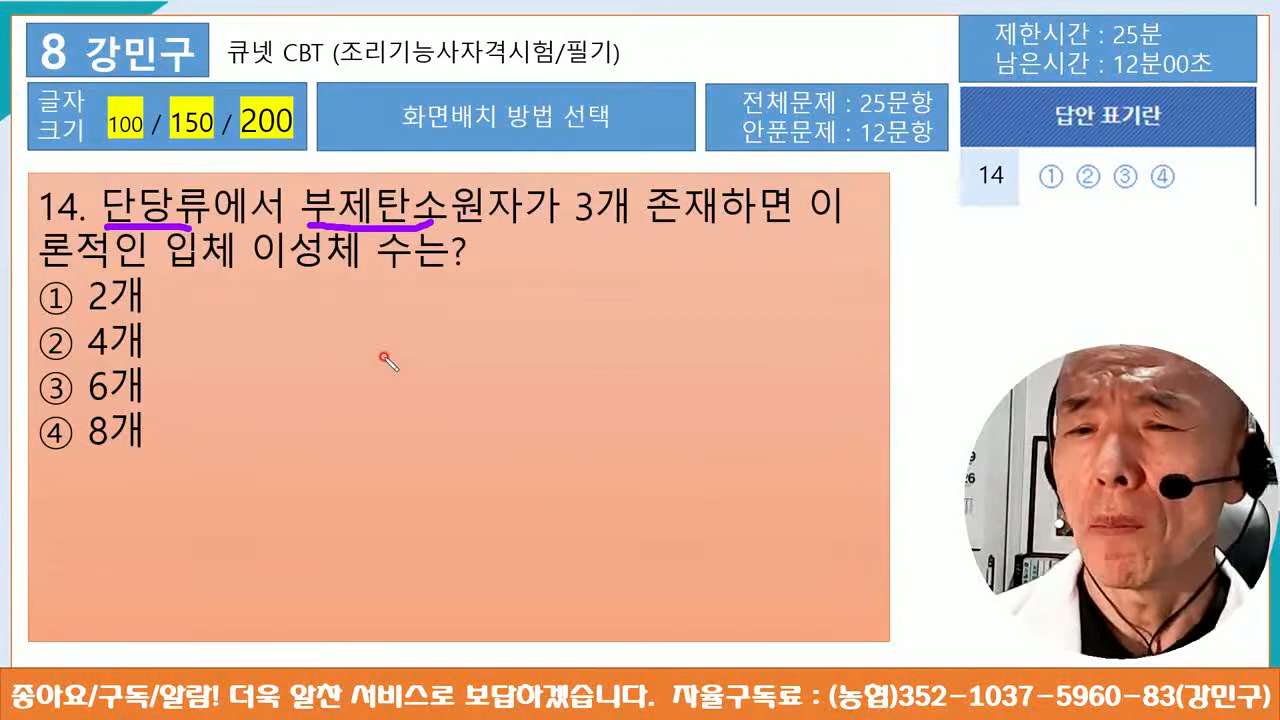 8 강민구
큐넷 CBT (조리기능사자격시험/필기)
제한시간 : 25분
남은시간 : 12분00초
글자
크기
100 / 150 / 200
화면배치 방법 선택
전체문제 : 25문항
안푼문제 : 12문항
답안 표기란
14 ① ② ③ ④
14. 단당류에서 부제탄소원자가 3개 존재하면 이
론적인 입체 이성체 수는?
① 2개
② 4개
③ 6개
④ 8개
좋아요/구독/알람! 더욱 알찬 서비스로 보답하겠습니다. 자율구독료 : (농협)352-1037-5960-83(강민구)